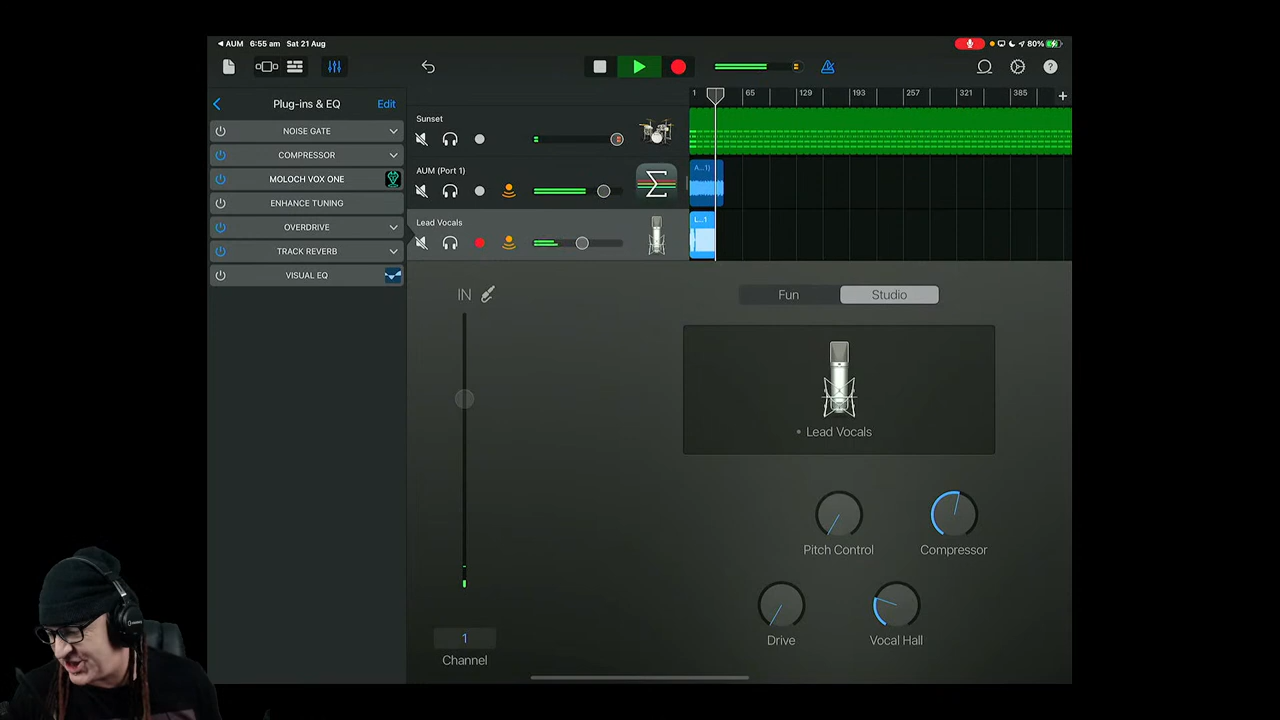 AUM 6:55 am Sat 21 Aug
80%
Plug-ins & EQ
Edit
1 65 129 193 257 321 385
NOISE GATE
COMPRESSOR
MOLOCH VOX ONE
ENHANCE TUNING
OVERDRIVE
TRACK REVERB
VISUAL EQ
Sunset
AUM (Port 1)
A...1)
Lead Vocals
L...1
IN
Fun
Studio
Lead Vocals
Pitch Control
Compressor
Drive
Vocal Hall
1
Channel